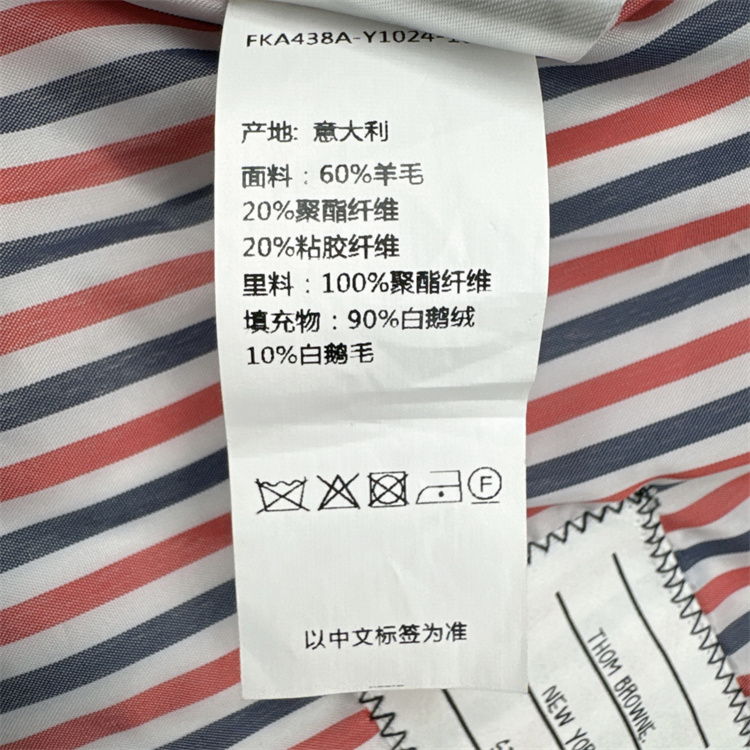 FKA438A-Y1024-
产地: 意大利
面料：60%羊毛
20%聚酯纤维
20%粘胶纤维
里料：100%聚酯纤维
填充物：90%白鹅绒
10%白鹅毛
F
以中文标签为准
THOM BROWNE.
NEW YORK